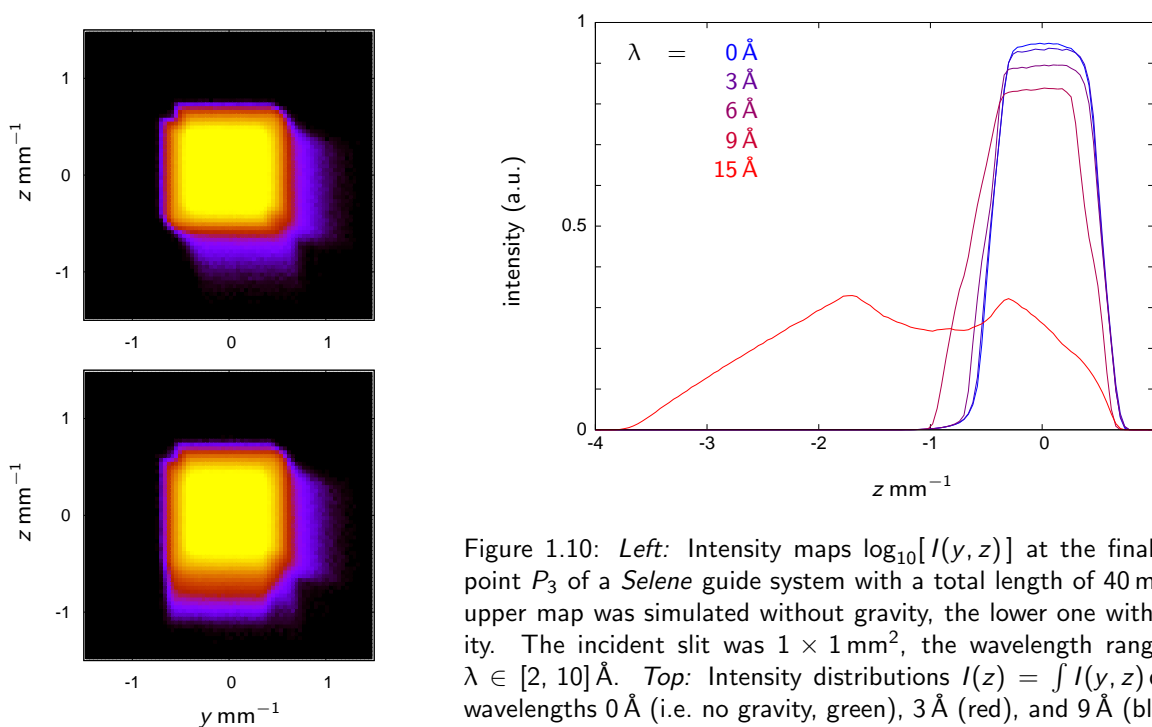 1
0
-1
z mm⁻¹
-1
0
1
1
0
-1
z mm⁻¹
-1
0
1
y mm⁻¹
1
0.5
0
intensity (a.u.)
λ = 0 Å
3 Å
6 Å
9 Å
15 Å
-4
-3
-2
-1
0
z mm⁻¹
Figure 1.10: Left: Intensity maps log₁₀[ I(y, z) ] at the final
point P₃ of a Selene guide system with a total length of 40 m
upper map was simulated without gravity, the lower one with
ity. The incident slit was 1 × 1 mm², the wavelength rang
λ ∈ [2, 10] Å. Top: Intensity distributions I(z) = ∫ I(y, z)
wavelengths 0 Å (i.e. no gravity, green), 3 Å (red), and 9 Å (bl